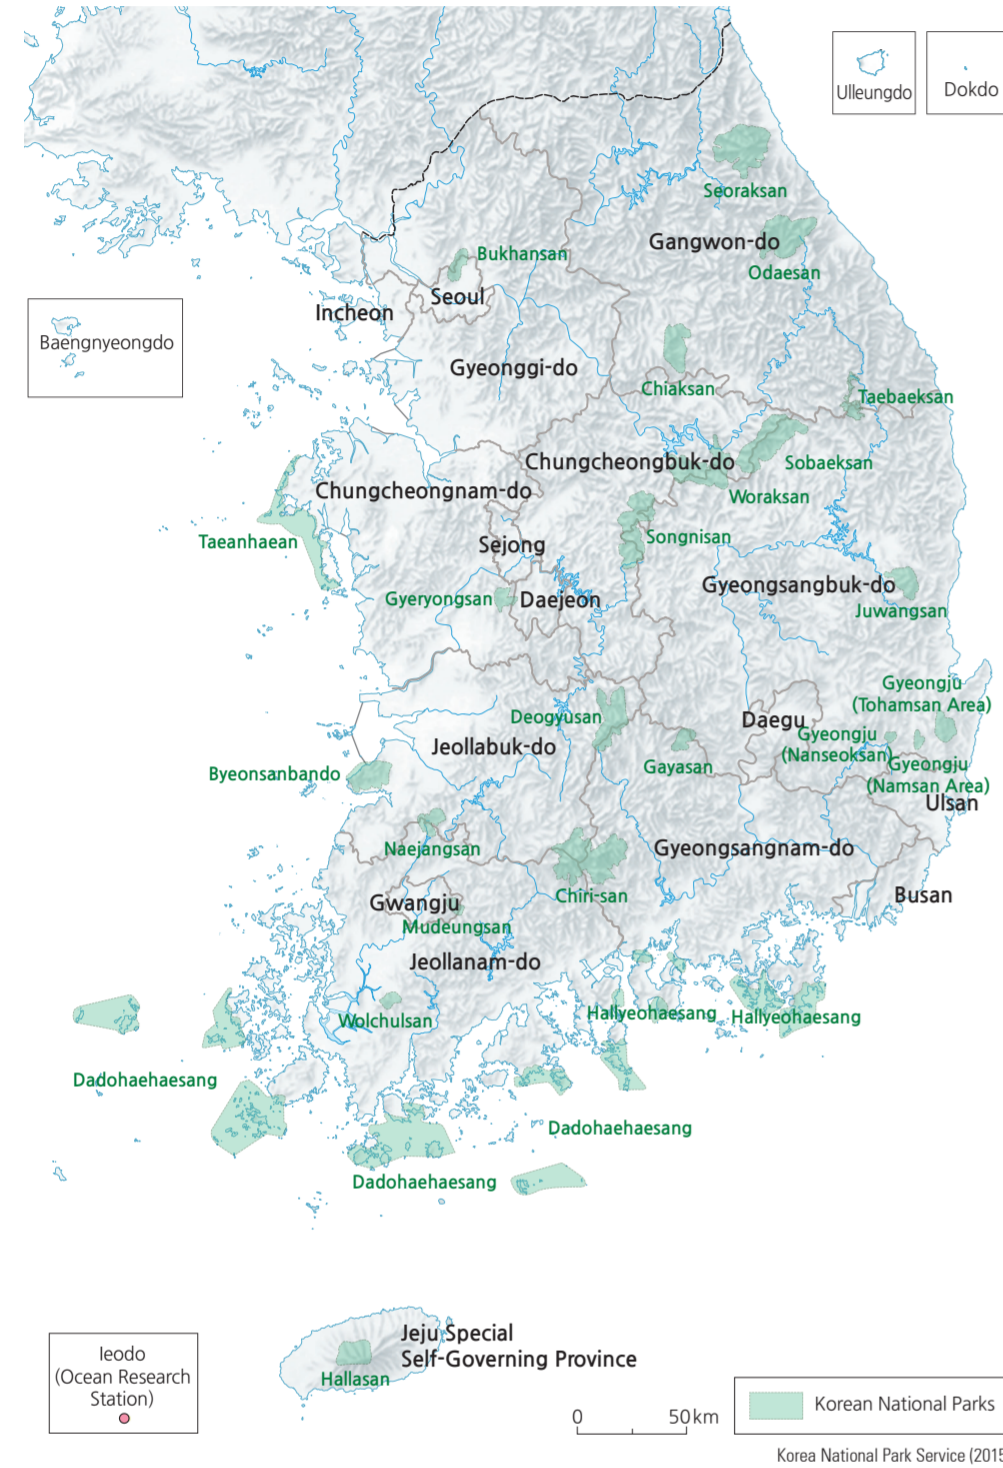 Ulleungdo
Dokdo
Seoraksan
Gangwon-do
Odaesan
Bukhansan
Seoul
Incheon
Baengnyeongdo
Gyeonggi-do
Chiaksan
Taebaeksan
Chungcheongbuk-do
Sobaeksan
Chungcheongnam-do
Woraksan
Taeanhaean
Sejong
Songnisan
Gyeongsangbuk-do
Gyeryongsan
Daejeon
Juwangsan
Gyeongju
(Tohamsan Area)
Deogyusan
Daegu
Gyeongju
(Nanseoksan)
Jeollabuk-do
Gayasan
Gyeongju
(Namsan Area)
Byeonsanbando
Ulsan
Naejangsan
Gyeongsangnam-do
Chiri-san
Busan
Gwangju
Mudeungsan
Jeollanam-do
Wolchulsan
Hallyeohaesang
Hallyeohaesang
Dadohaehaesang
Dadohaehaesang
Dadohaehaesang
Jeju Special
Self-Governing Province
Hallasan
Ieodo
(Ocean Research
Station)
0 50 km
Korean National Parks
Korea National Park Service (2015